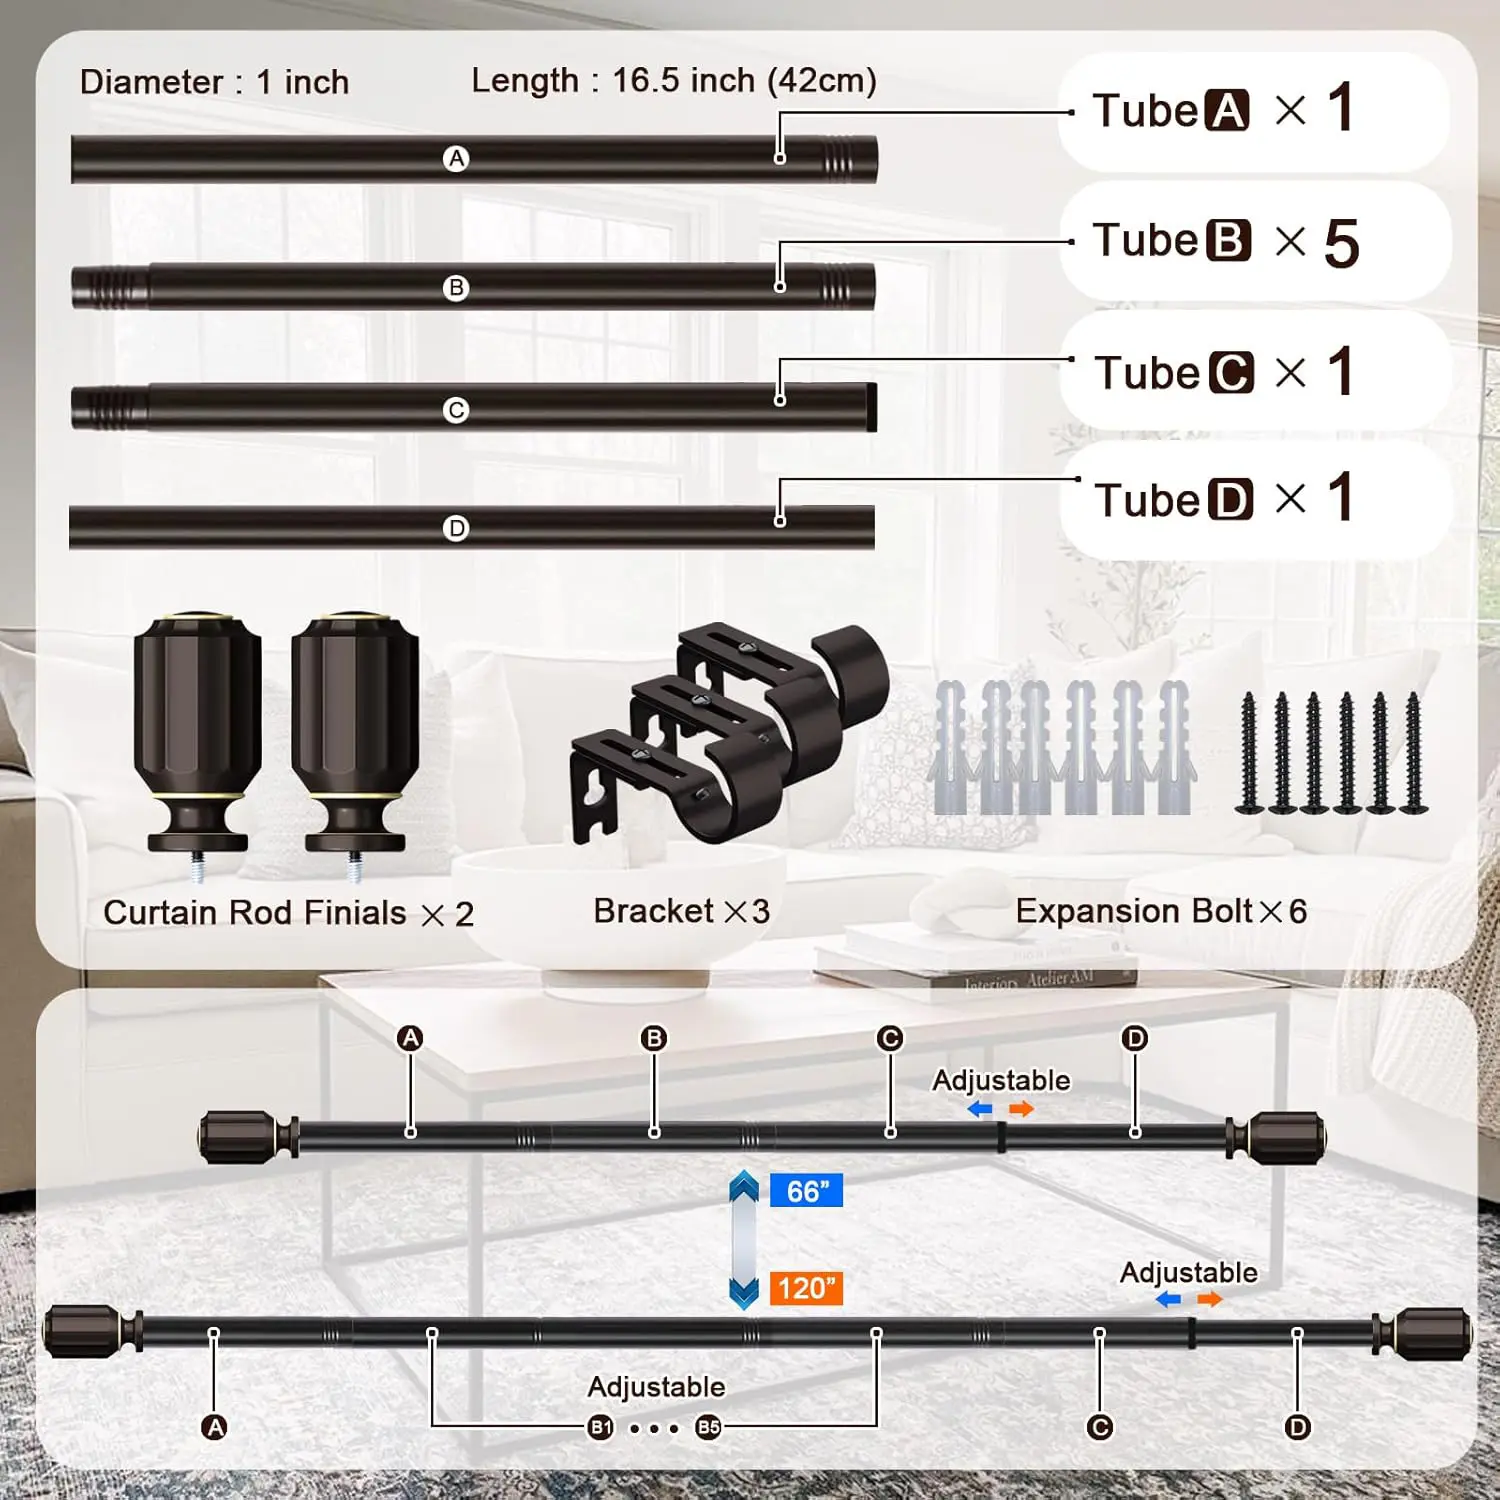 Diameter : 1 inch
Length : 16.5 inch (42cm)
Tube A × 1
A
Tube B × 5
B
Tube C × 1
C
Tube D × 1
D
Curtain Rod Finials × 2
Bracket × 3
Expansion Bolt × 6
Interior Atelier AM
A
B
C
D
Adjustable
66”
120”
Adjustable
Adjustable
A
B1 • • • B5
C
D